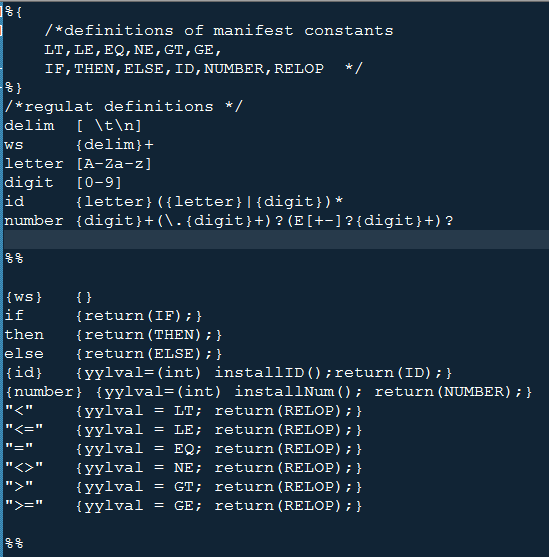 %{
    /*definitions of manifest constants
    LT,LE,EQ,NE,GT,GE,
    IF,THEN,ELSE,ID,NUMBER,RELOP  */
%}
/*regulat definitions */
delim  [ \t\n]
ws     {delim}+
letter [A-Za-z]
digit  [0-9]
id     {letter}({letter}|{digit})*
number {digit}+(\.{digit}+)?(E[+-]?{digit}+)?
%%
{ws}   {}
if     {return(IF);}
then   {return(THEN);}
else   {return(ELSE);}
{id}   {yylval=(int) installID();return(ID);}
{number} {yylval=(int) installNum(); return(NUMBER);}
"<"    {yylval = LT; return(RELOP);}
"<="   {yylval = LE; return(RELOP);}
"="    {yylval = EQ; return(RELOP);}
"<>"   {yylval = NE; return(RELOP);}
">"    {yylval = GT; return(RELOP);}
">="   {yylval = GE; return(RELOP);}
%%